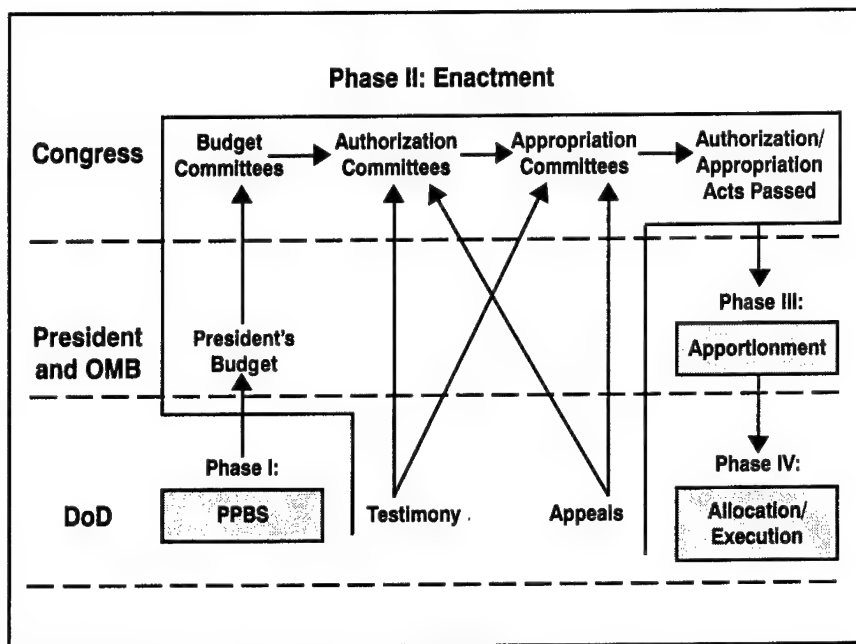 Phase II: Enactment
Congress
Budget
Committees
Authorization
Committees
Appropriation
Committees
Authorization/
Appropriation
Acts Passed
President
and OMB
President's
Budget
Phase III:
Apportionment
DoD
Phase I:
PPBS
Testimony
Appeals
Phase IV:
Allocation/
Execution